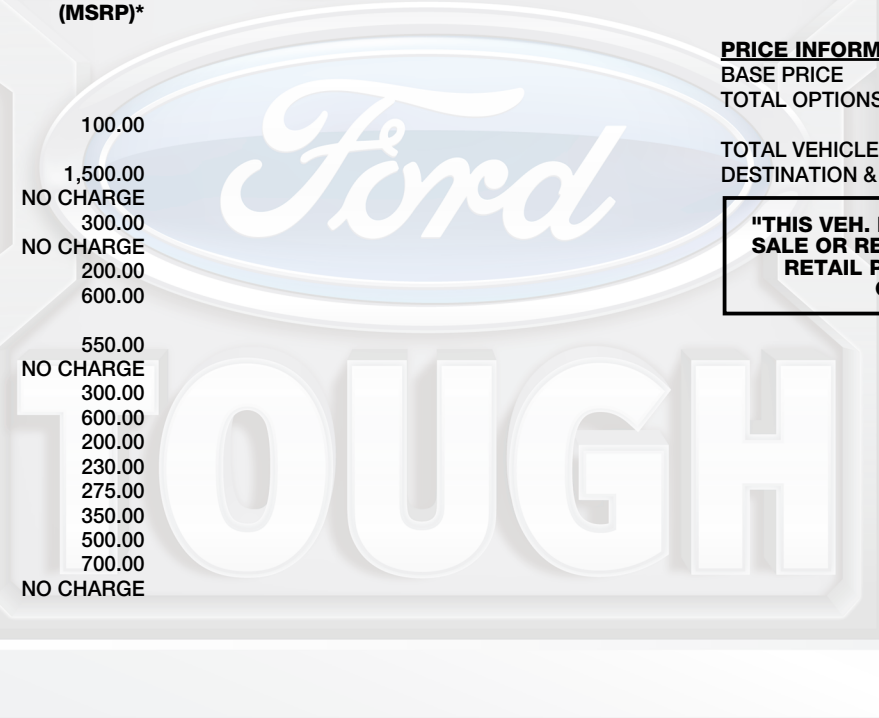 (MSRP)*
100.00
1,500.00
NO CHARGE
300.00
NO CHARGE
200.00
600.00
550.00
NO CHARGE
300.00
600.00
200.00
230.00
275.00
350.00
500.00
700.00
NO CHARGE
PRICE INFORM
BASE PRICE
TOTAL OPTIONS
TOTAL VEHICLE
DESTINATION &
"THIS VEH.
SALE OR RE
RETAIL P
Ford
TOUGH